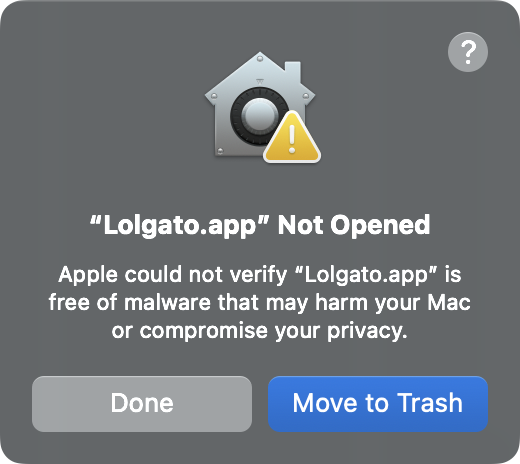 ?
“Lolgato.app” Not Opened
Apple could not verify “Lolgato.app” is
free of malware that may harm your Mac
or compromise your privacy.
Done
Move to Trash